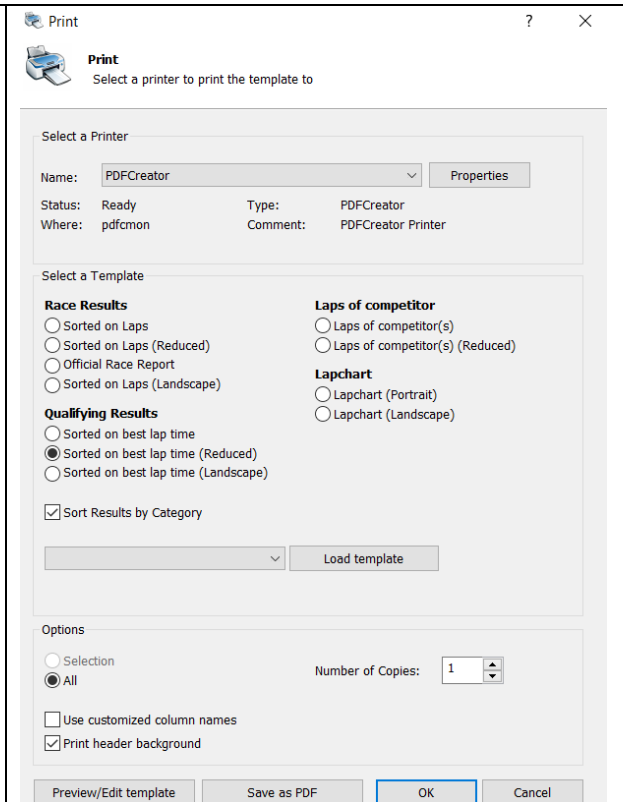 Print
?
Print
Select a printer to print the template to
Select a Printer
Name:
PDFCreator
Properties
Status:
Ready
Type:
PDFCreator
Where:
pdfcmon
Comment:
PDFCreator Printer
Select a Template
Race Results
Sorted on Laps
Sorted on Laps (Reduced)
Official Race Report
Sorted on Laps (Landscape)
Qualifying Results
Sorted on best lap time
Sorted on best lap time (Reduced)
Sorted on best lap time (Landscape)
Laps of competitor
Laps of competitor(s)
Laps of competitor(s) (Reduced)
Lapchart
Lapchart (Portrait)
Lapchart (Landscape)
Sort Results by Category
Load template
Options
Selection
All
Number of Copies:
1
Use customized column names
Print header background
Preview/Edit template
Save as PDF
OK
Cancel